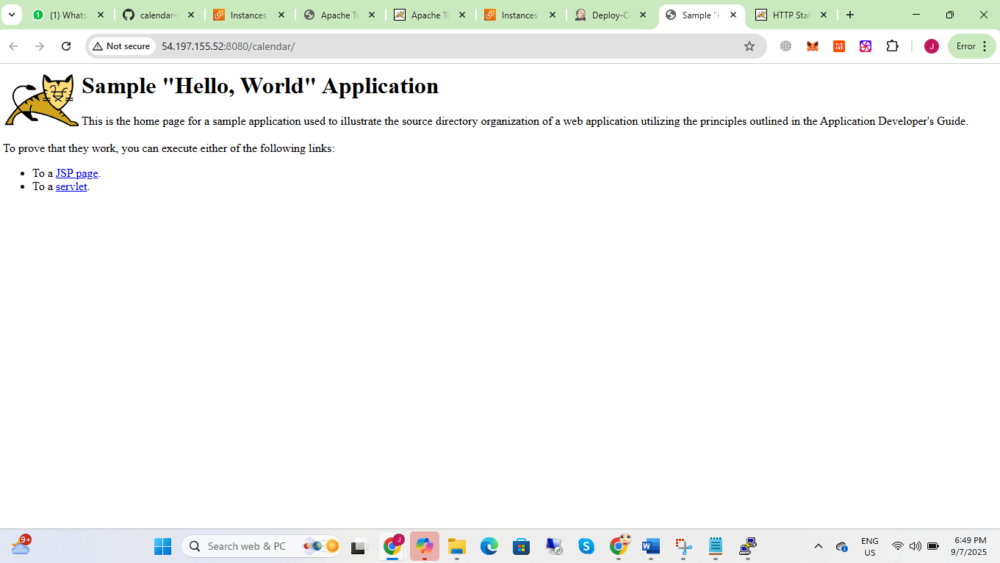 (1) Whats
calendar-
Instances
Apache To
Apache To
Instances
Deploy-Ca
Sample "H
HTTP Stat
Not secure
54.197.155.52:8080/calendar/
J
Error
Sample "Hello, World" Application
This is the home page for a sample application used to illustrate the source directory organization of a web application utilizing the principles outlined in the Application Developer's Guide.
To prove that they work, you can execute either of the following links:
• To a JSP page.
• To a servlet.
9+
Search web & PC
J
ENG
US
6:49 PM
9/7/2025